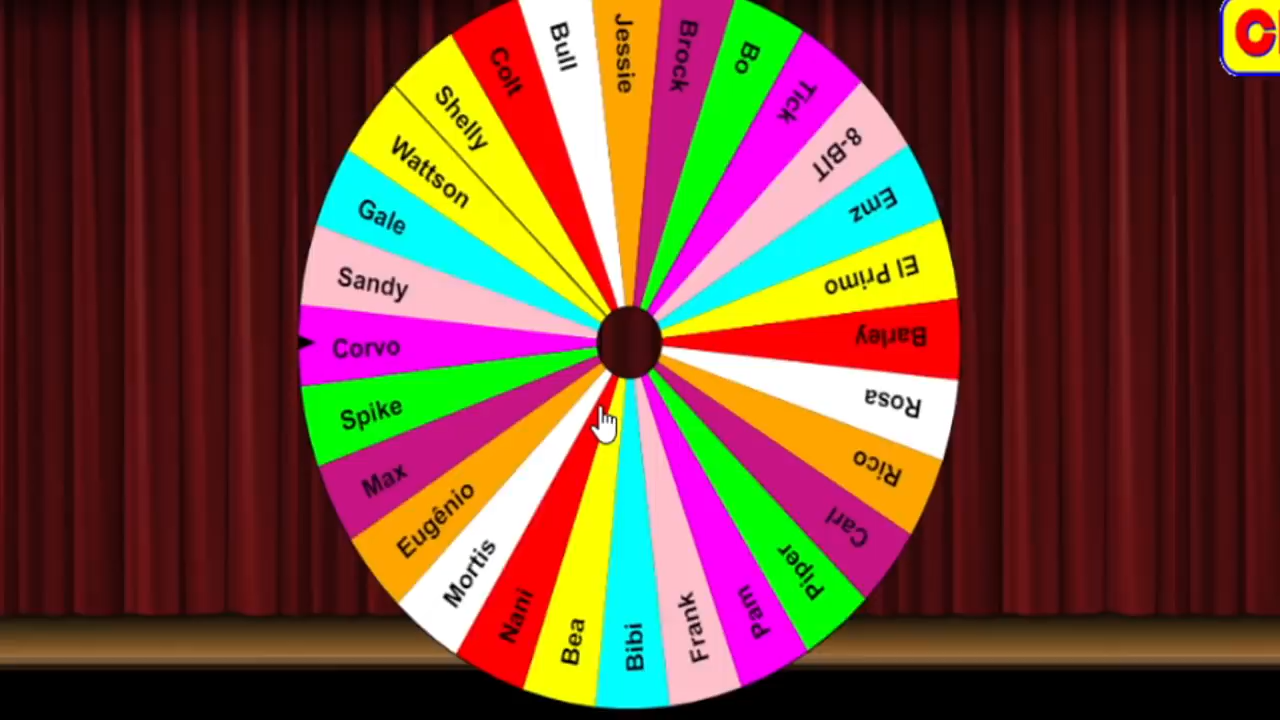 Jessie
Brock
Bo
Tick
8-BIT
Emz
El Primo
Barley
Rosa
Rico
Carl
Piper
Pam
Frank
Bibi
Bea
Nani
Mortis
Eugênio
Max
Spike
Corvo
Sandy
Gale
Wattson
Shelly
Colt
Bull